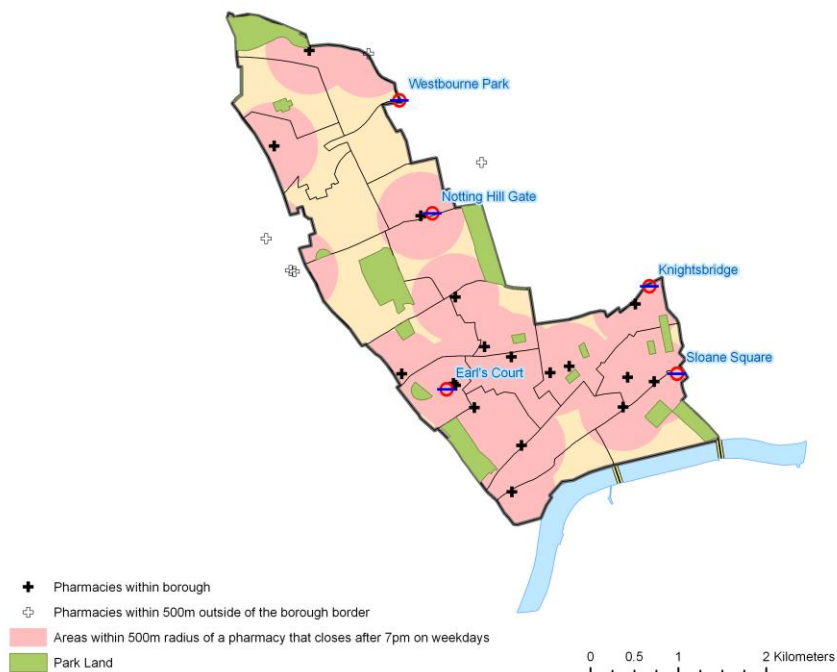 Westbourne Park
Notting Hill Gate
Knightsbridge
Sloane Square
Earl's Court
Pharmacies within borough
Pharmacies within 500m outside of the borough border
Areas within 500m radius of a pharmacy that closes after 7pm on weekdays
Park Land
0 0.5 1 2 Kilometers